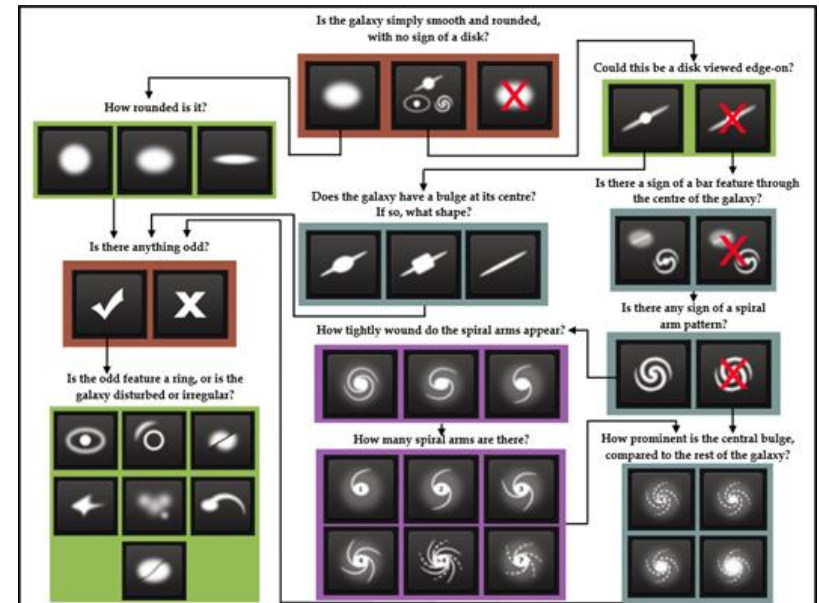 Is the galaxy simply smooth and rounded,
with no sign of a disk?
Could this be a disk viewed edge-on?
How rounded is it?
Is there a sign of a bar feature through
the centre of the galaxy?
Does the galaxy have a bulge at its centre?
If so, what shape?
Is there anything odd?
Is there any sign of a spiral
arm pattern?
How tightly wound do the spiral arms appear?
Is the odd feature a ring, or is the
galaxy disturbed or irregular?
How many spiral arms are there?
How prominent is the central bulge,
compared to the rest of the galaxy?
1
2
3